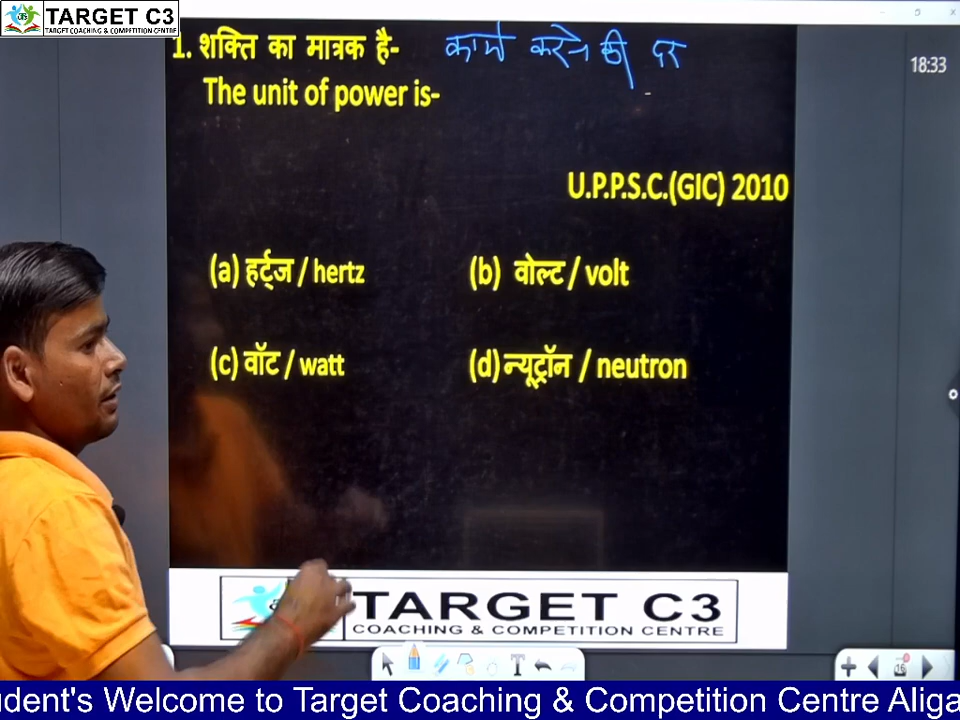 TARGET C3
TARGET COACHING & COMPETITION CENTRE
1. शक्ति का मात्रक है- कार्य करने की दर
The unit of power is-
18:33
U.P.P.S.C.(GIC) 2010
(a) हर्ट्ज / hertz (b) वोल्ट / volt
(c) वॉट / watt (d) न्यूट्रॉन / neutron
TARGET C3
COACHING & COMPETITION CENTRE
16
udent's Welcome to Target Coaching & Competition Centre Aliga